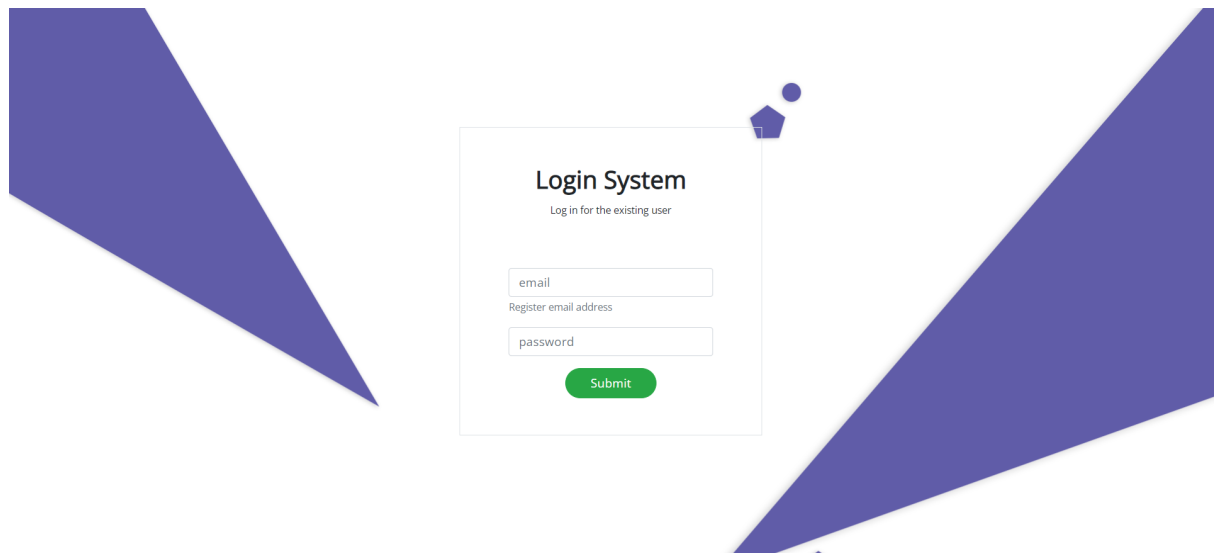 Login System
Log in for the existing user
email
Register email address
password
Submit